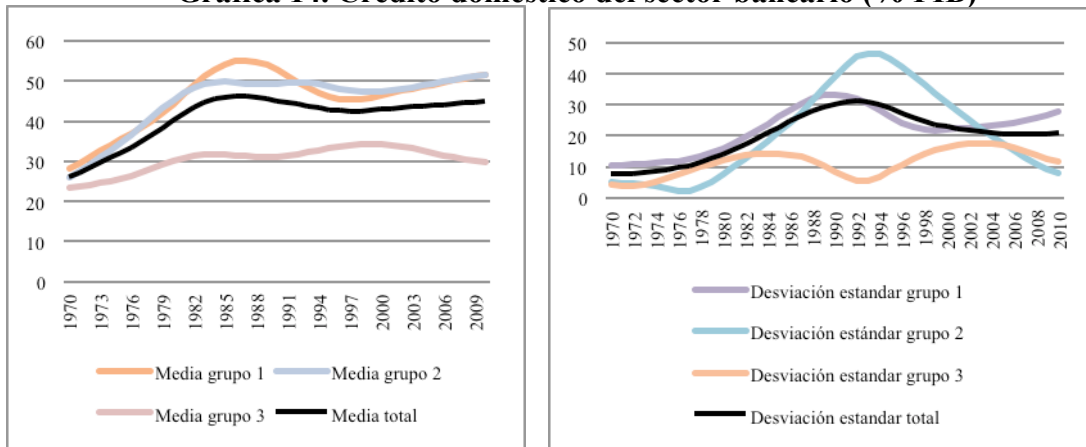 Gráfica 14. Crédito doméstico del sector bancario (% PIB)
60
50
40
30
20
10
0
1970 1973 1976 1979 1982 1985 1988 1991 1994 1997 2000 2003 2006 2009
Media grupo 1 Media grupo 2
Media grupo 3 Media total
50
40
30
20
10
0
1970 1972 1974 1976 1978 1980 1982 1984 1986 1988 1990 1992 1994 1996 1998 2000 2002 2004 2006 2008 2010
Desviación estandar grupo 1
Desviación estándar grupo 2
Desviación estandar grupo 3
Desviación estandar total